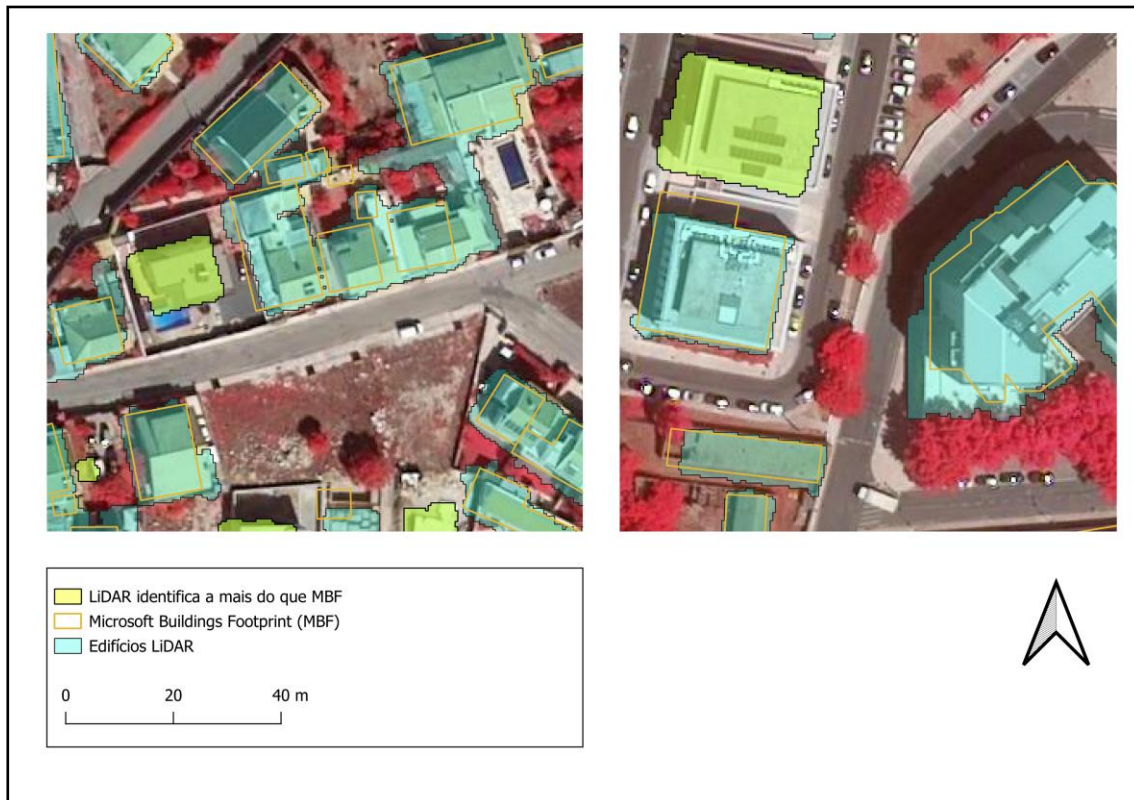 LiDAR identifica a mais do que MBF
Microsoft Buildings Footprint (MBF)
Edifícios LiDAR
0 20 40 m